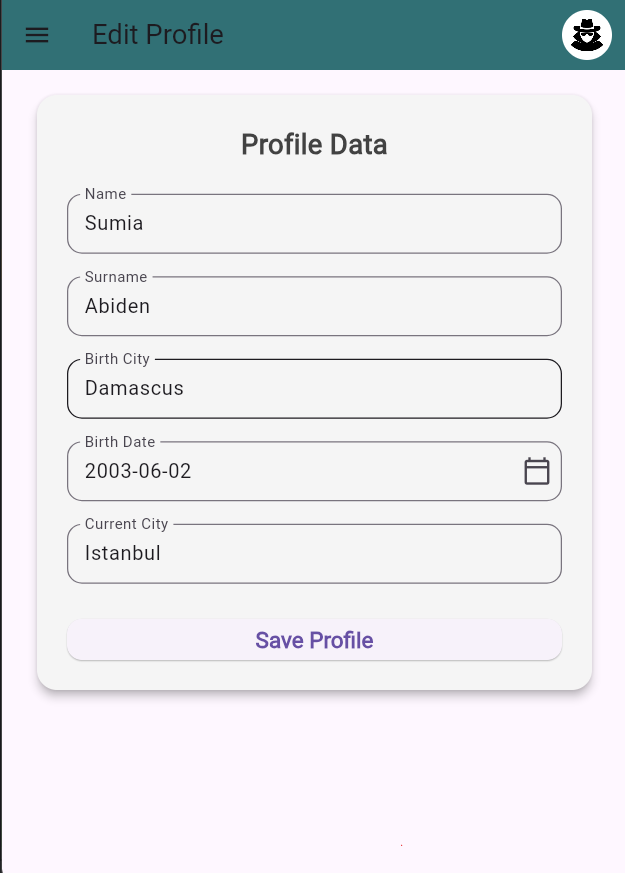 Edit Profile
Profile Data
Name
Sumia
Surname
Abiden
Birth City
Damascus
Birth Date
2003-06-02
Current City
Istanbul
Save Profile